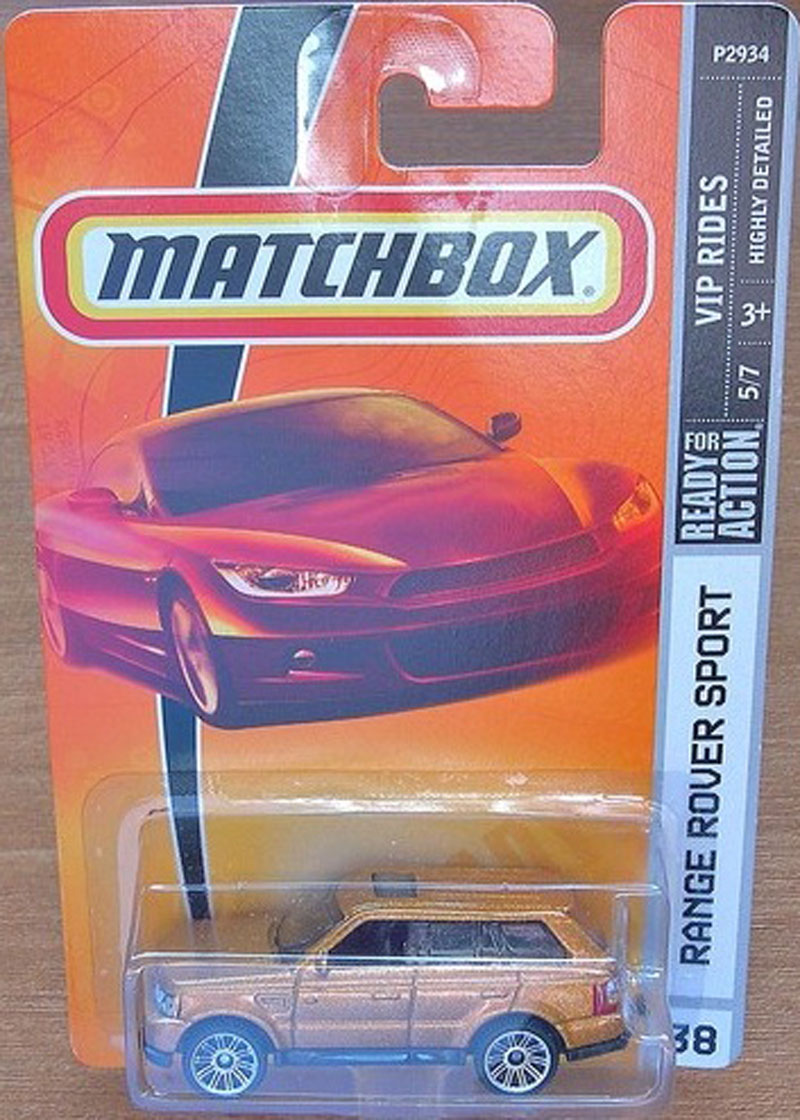 P2934
MATCHBOX®
VIP RIDES
HIGHLY DETAILED
3+
5/7
READY FOR ACTION
RANGE ROVER SPORT
38